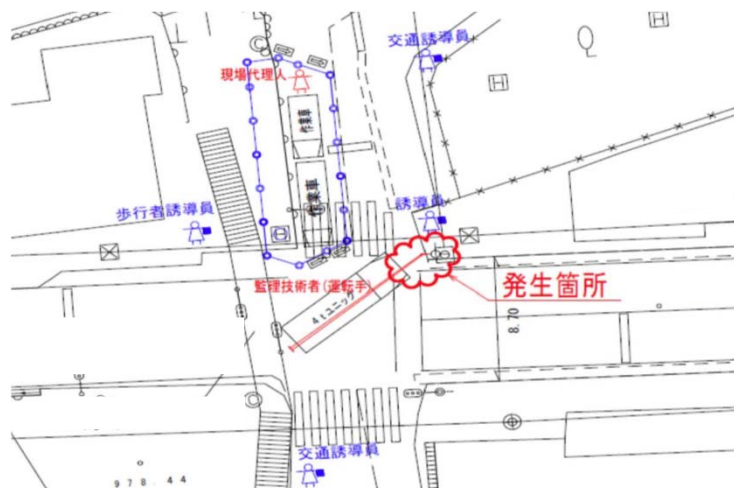 交通誘導員
現場代理人
作業車
作業車
歩行者誘導員
誘導員
監理技術者(運転手)
4tユニック
発生箇所
8.70
交通誘導員
978.44
H
H